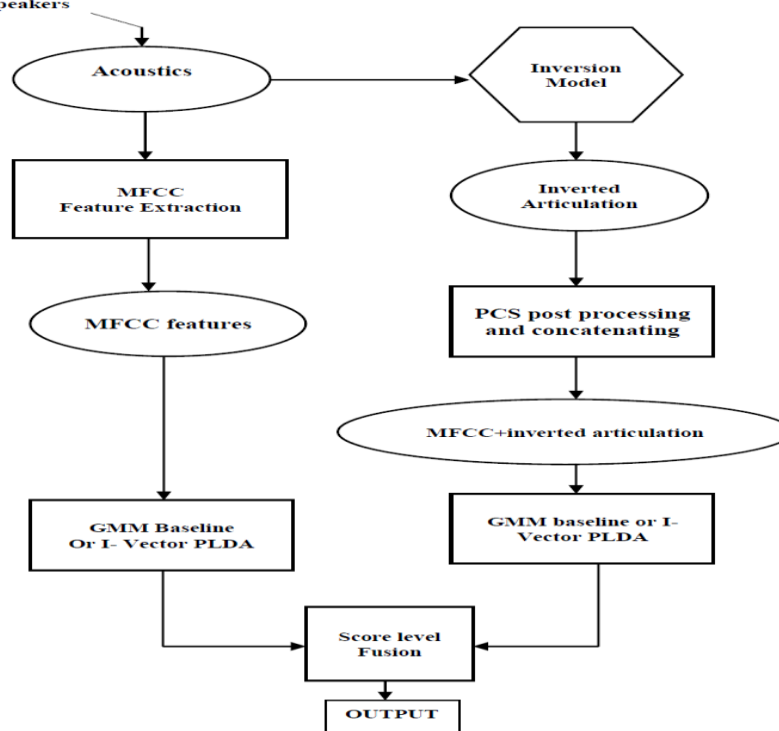 peakers
Acoustics
Inversion
Model
MFCC
Feature Extraction
Inverted
Articulation
MFCC features
PCS post processing
and concatenating
MFCC+inverted articulation
GMM Baseline
Or I- Vector PLDA
GMM baseline or I-
Vector PLDA
Score level
Fusion
OUTPUT